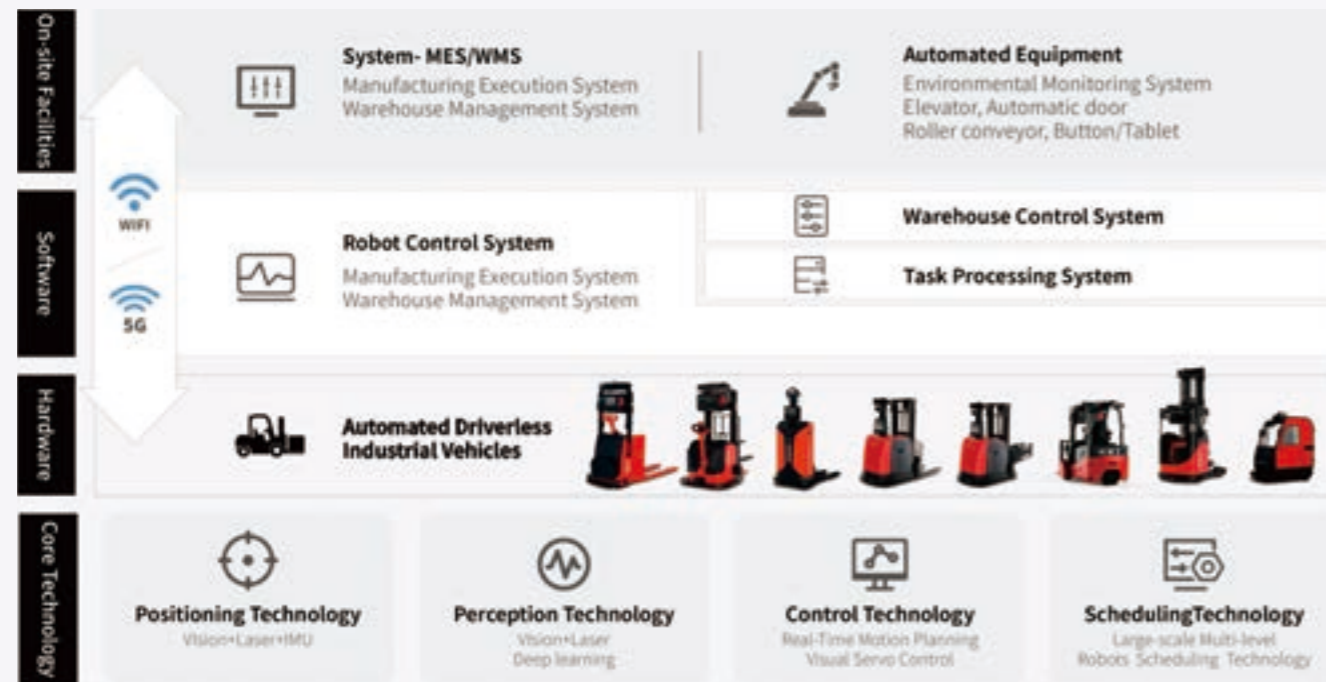 On-site Facilities
System- MES/WMS
Manufacturing Execution System
Warehouse Management System
Automated Equipment
Environmental Monitoring System
Elevator, Automatic door
Roller conveyor, Button/Tablet
WIFI
5G
Software
Robot Control System
Manufacturing Execution System
Warehouse Management System
Warehouse Control System
Task Processing System
Hardware
Automated Driverless
Industrial Vehicles
Core Technology
Positioning Technology
Vision+Laser+IMU
Perception Technology
Vision+Laser
Deep learning
Control Technology
Real-Time Motion Planning
Visual Servo Control
SchedulingTechnology
Large-scale Multi-level
Robots Scheduling Technology